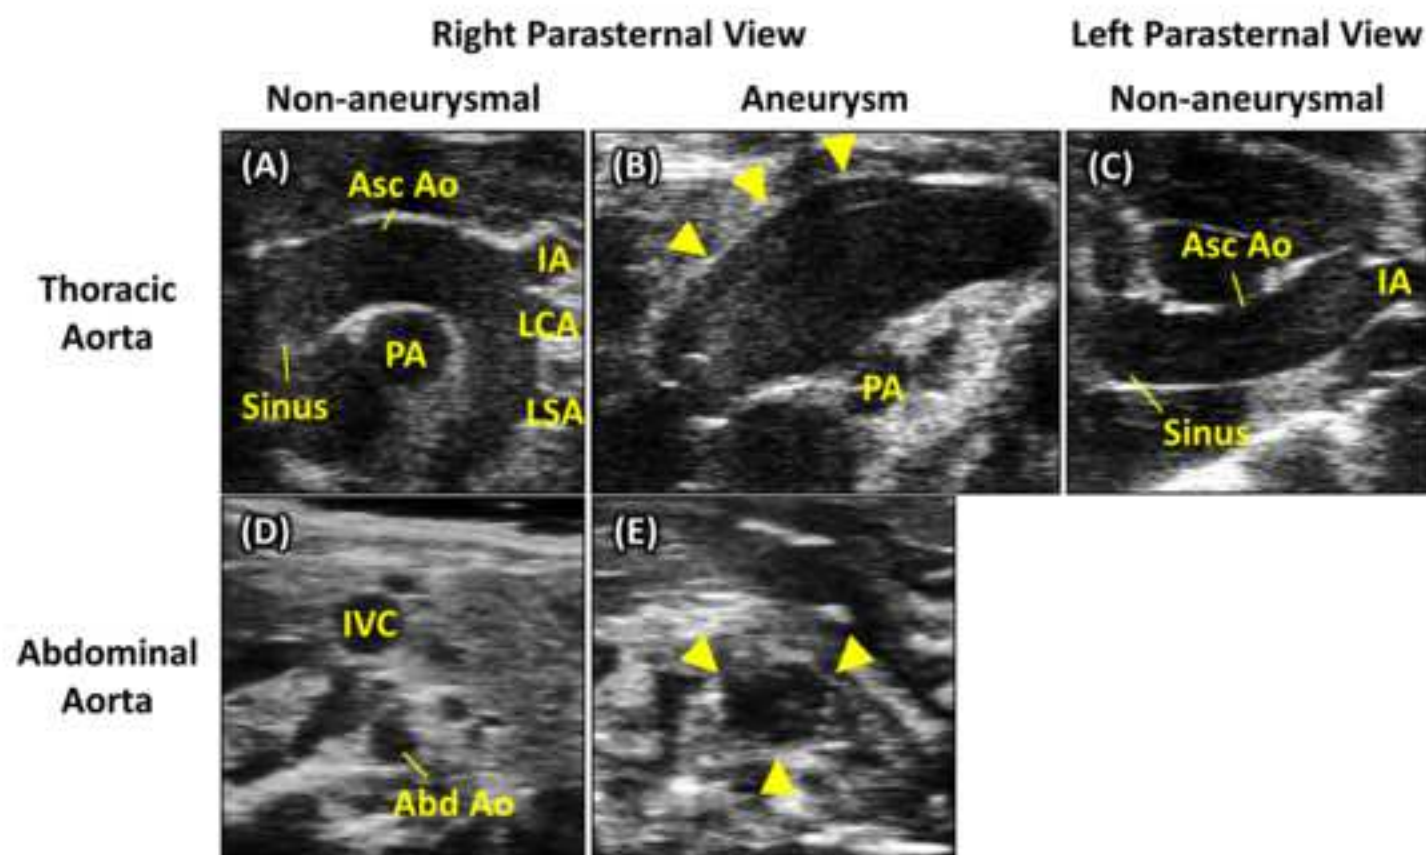 Right Parasternal View
Left Parasternal View
Non-aneurysmal
Aneurysm
Non-aneurysmal
Thoracic
Aorta
(A)
Asc Ao
IA
LCA
PA
LSA
Sinus
(B)
PA
(C)
Asc Ao
IA
Sinus
Abdominal
Aorta
(D)
IVC
Abd Ao
(E)